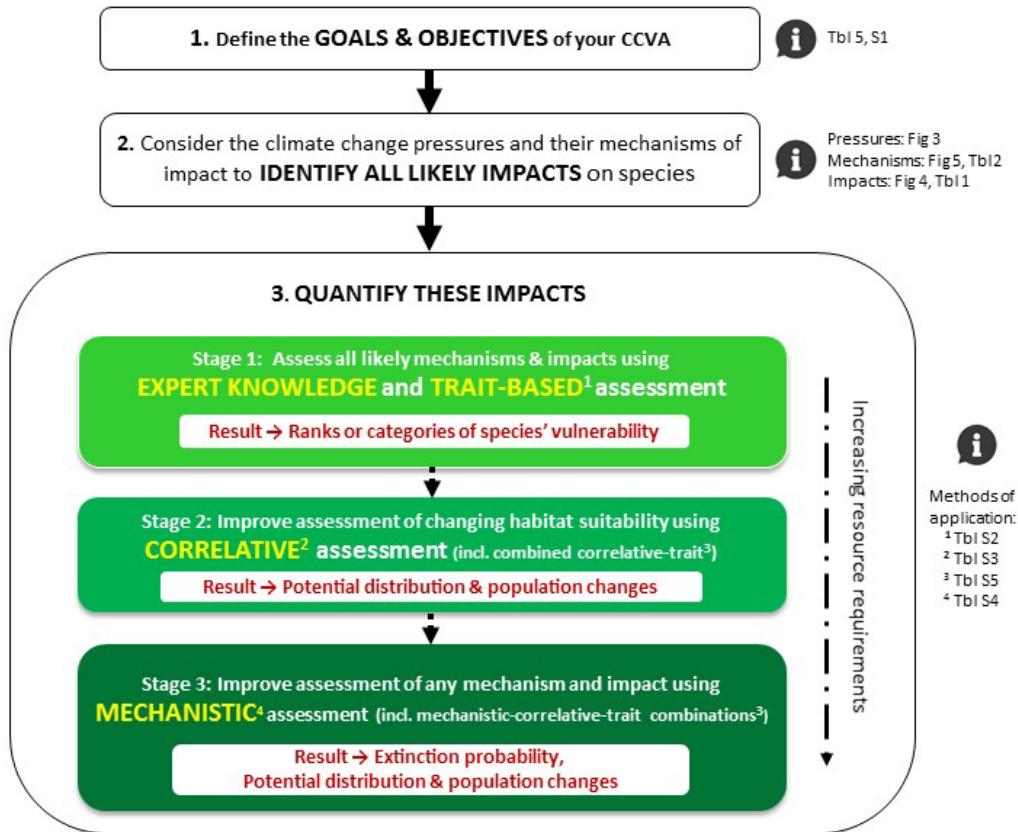 1. Define the GOALS & OBJECTIVES of your CCVA
Tbl 5, S1
2. Consider the climate change pressures and their mechanisms of
impact to IDENTIFY ALL LIKELY IMPACTS on species
Pressures: Fig 3
Mechanisms: Fig 5, Tbl 2
Impacts: Fig 4, Tbl 1
3. QUANTIFY THESE IMPACTS
Stage 1: Assess all likely mechanisms & impacts using
EXPERT KNOWLEDGE and TRAIT-BASED¹ assessment
Result → Ranks or categories of species’ vulnerability
Stage 2: Improve assessment of changing habitat suitability using
CORRELATIVE² assessment (incl. combined correlative-trait³)
Result → Potential distribution & population changes
Stage 3: Improve assessment of any mechanism and impact using
MECHANISTIC⁴ assessment (incl. mechanistic-correlative-trait combinations³)
Result → Extinction probability,
Potential distribution & population changes
Increasing resource requirements
Methods of
application:
¹ Tbl S2
² Tbl S3
³ Tbl S5
⁴ Tbl S4